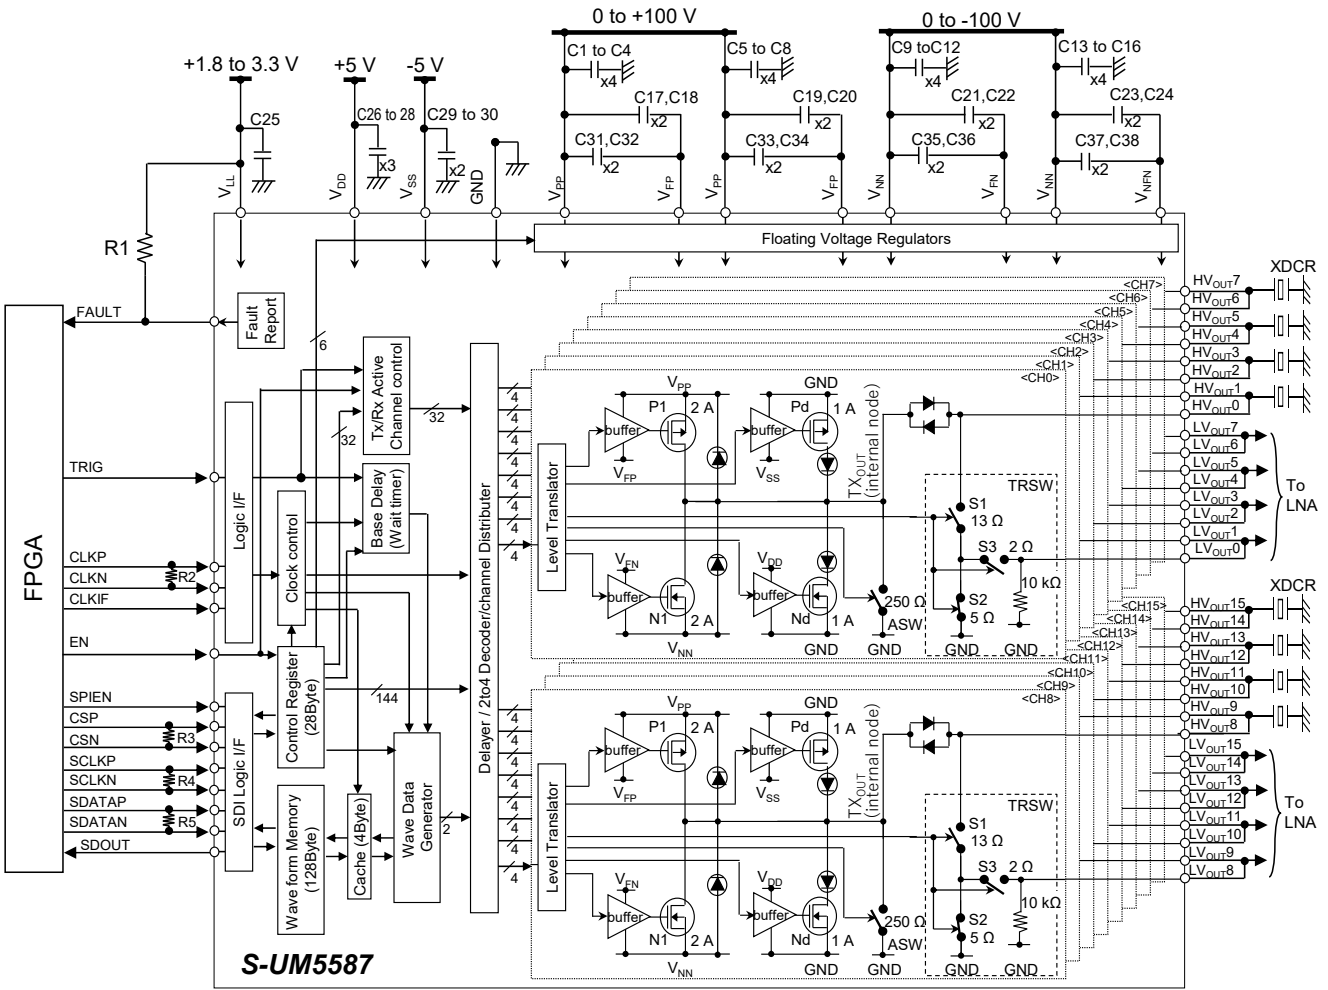 0 to +100 V
0 to -100 V
+1.8 to 3.3 V
+5 V
-5 V
C1 to C4
x4
C5 to C8
x4
C9 toC12
x4
C13 to C16
x4
C25
C26 to 28
x3
C29 to 30
x2
C17,C18
x2
C19,C20
x2
C21,C22
x2
C23,C24
x2
C31,C32
x2
C33,C34
x2
C35,C36
x2
C37,C38
x2
VLL
VDD
VSS
GND
VPP
VFP
VPP
VFP
VNN
VFN
VNN
VNFN
R1
Floating Voltage Regulators
FPGA
FAULT
TRIG
CLKP
CLKN
R2
CLKIF
EN
SPIEN
CSP
CSN
R3
SCLKP
SCLKN
R4
SDATAP
SDATAN
R5
SDOUT
Fault Report
6
Tx/Rx Active Channel control
32
32
Logic I/F
Clock control
Base Delay (Wait timer)
Control Register (28Byte)
144
SDI Logic I/F
Wave form Memory (128Byte)
Cache (4Byte)
Wave Data Generator
2
Delayer / 2to4 Decoder/channel Distributer
4
4
4
4
4
4
4
4
<CH7>
<CH6>
<CH5>
<CH4>
<CH3>
<CH2>
<CH1>
<CH0>
Level Translator
VPP
P1
2 A
buffer
VFP
GND
Pd
1 A
buffer
VSS
TXOUT (internal node)
TRSW
S1
13 Ω
S3
2 Ω
10 kΩ
S2
5 Ω
VFN
buffer
N1
2 A
VNN
VDD
buffer
Nd
1 A
GND
250 Ω
ASW
GND
GND
GND
<CH15>
<CH14>
<CH13>
<CH12>
<CH11>
<CH10>
<CH9>
<CH8>
4
4
4
4
4
4
4
4
Level Translator
VPP
P1
2 A
buffer
VFP
GND
Pd
1 A
buffer
VSS
TXOUT (internal node)
TRSW
S1
13 Ω
S3
2 Ω
10 kΩ
S2
5 Ω
VFN
buffer
N1
2 A
VNN
VDD
buffer
Nd
1 A
GND
250 Ω
ASW
GND
GND
GND
XDCR
HVOUT7
HVOUT6
HVOUT5
HVOUT4
HVOUT3
HVOUT2
HVOUT1
HVOUT0
LVOUT7
LVOUT6
LVOUT5
LVOUT4
LVOUT3
LVOUT2
LVOUT1
LVOUT0
To LNA
XDCR
HVOUT15
HVOUT14
HVOUT13
HVOUT12
HVOUT11
HVOUT10
HVOUT9
HVOUT8
LVOUT15
LVOUT14
LVOUT13
LVOUT12
LVOUT11
LVOUT10
LVOUT9
LVOUT8
To LNA
S-UM5587